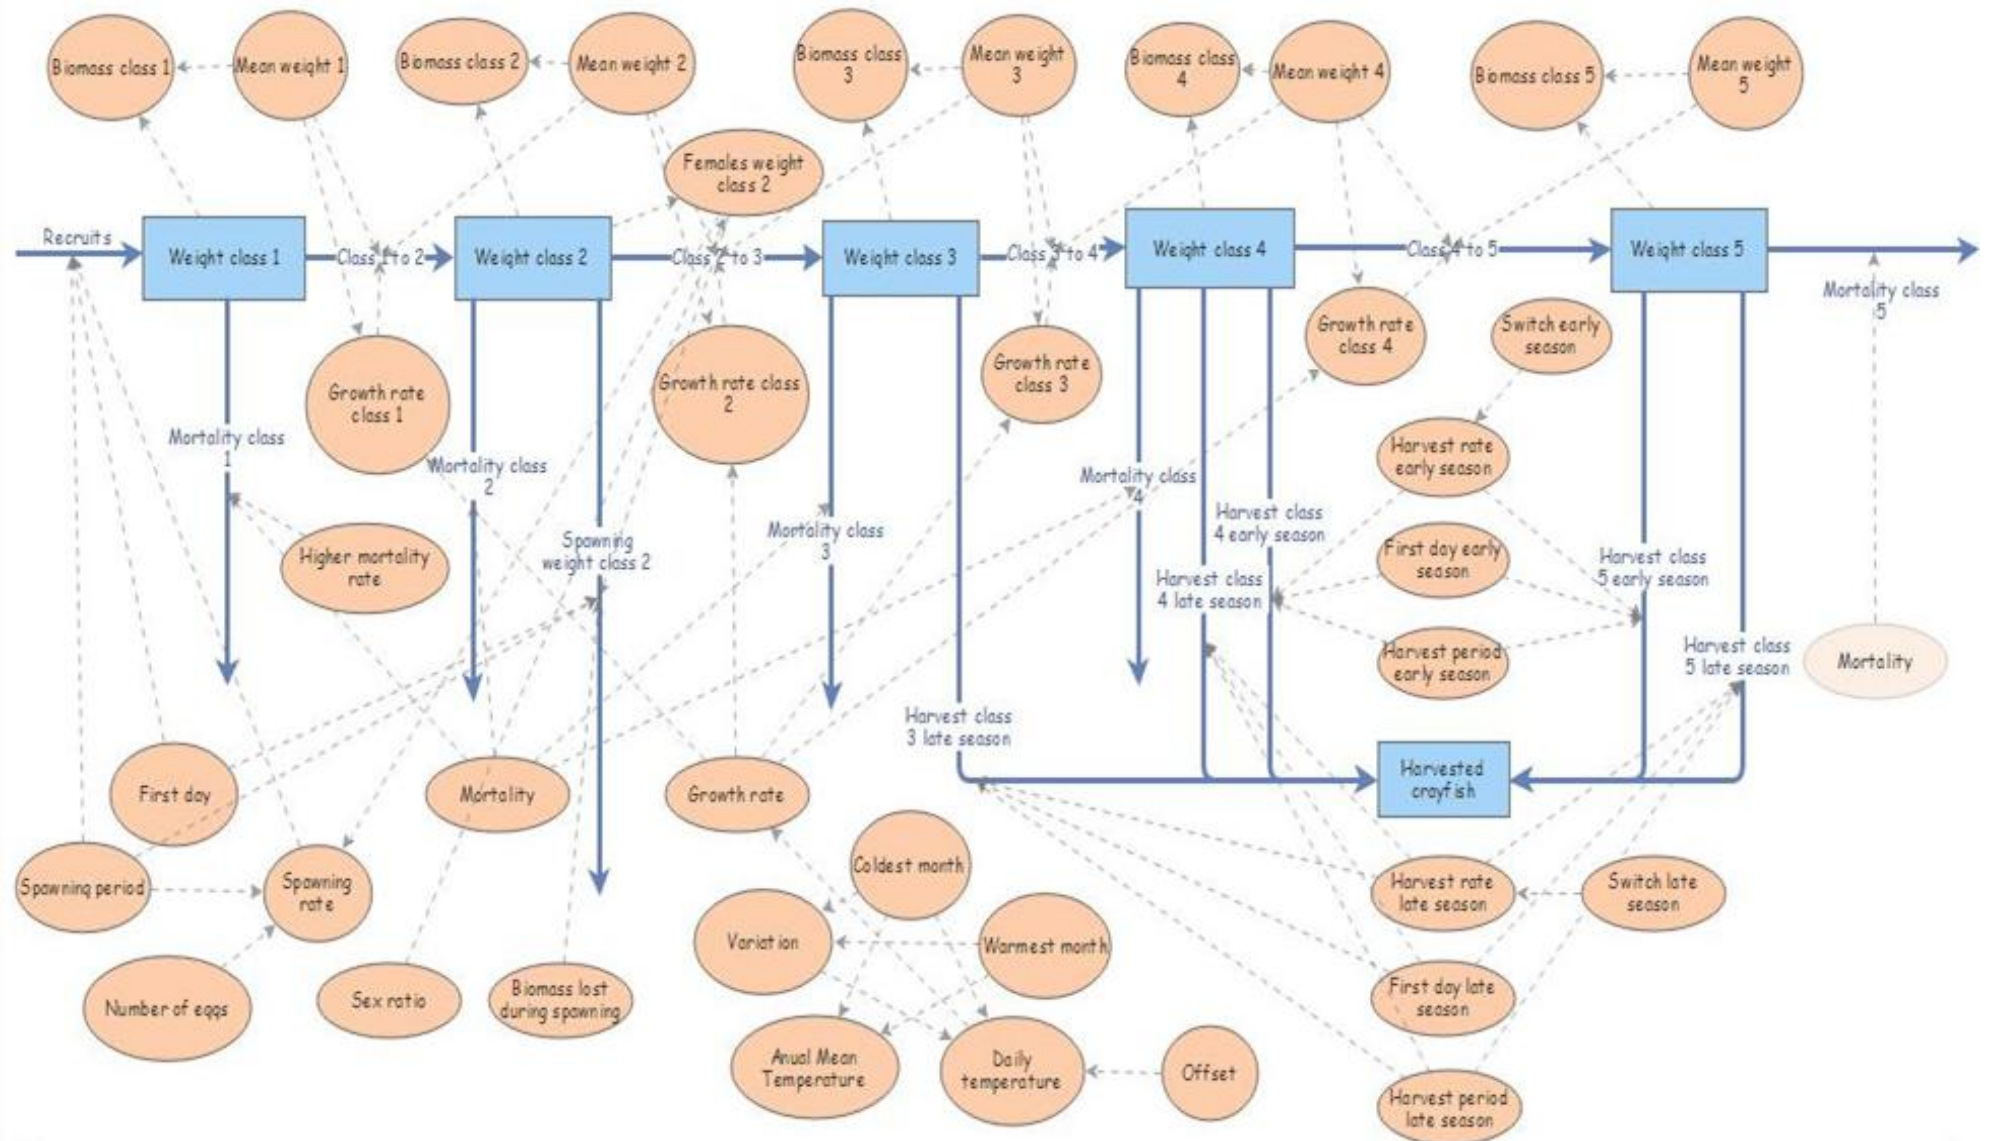 Biomass class 1
Mean weight 1
Biomass class 2
Mean weight 2
Biomass class
3
Mean weight
3
Biomass class
4
Mean weight 4
Biomass class 5
Mean weight
5
Females weight
class 2
Recruits
Weight class 1
Class 1 to 2
Weight class 2
Class 2 to 3
Weight class 3
Class 3 to 4
Weight class 4
Class 4 to 5
Weight class 5
Mortality class
5
Growth rate
class 1
Growth rate class
2
Growth rate
class 3
Growth rate
class 4
Switch early
season
Mortality class
1
Mortality class
2
Mortality class
3
Mortality class
4
Harvest rate
early season
Higher mortality
rate
Spawning
weight class 2
Harvest class
4 early season
Harvest class
4 late season
First day early
season
Harvest class
5 early season
Harvest period
early season
Harvest class
5 late season
Mortality
Harvest class
3 late season
First day
Mortality
Growth rate
Harvested
crayfish
Spawning period
Spawning
rate
Coldest month
Harvest rate
late season
Switch late
season
Variation
Warmest month
Number of eggs
Sex ratio
Biomass lost
during spawning
First day late
season
Anual Mean
Temperature
Daily
temperature
Offset
Harvest period
late season